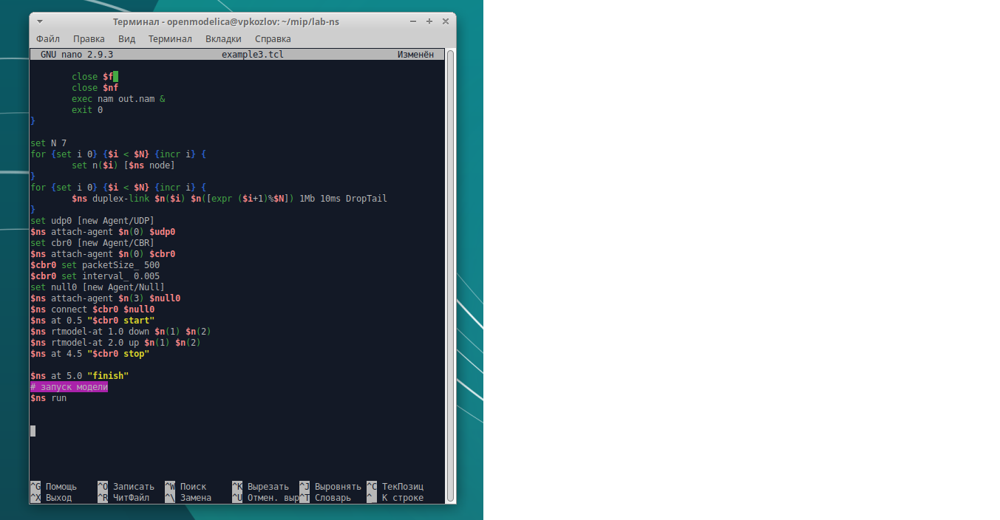 Терминал - openmodelica@vpkozlov: ~/mip/lab-ns
Файл Правка Вид Терминал Вкладки Справка
GNU nano 2.9.3 example3.tcl Изменён
close $f
close $nf
exec nam out.nam &
exit 0
}
set N 7
for {set i 0} {$i < $N} {incr i} {
set n($i) [$ns node]
}
for {set i 0} {$i < $N} {incr i} {
$ns duplex-link $n($i) $n([expr ($i+1)%$N]) 1Mb 10ms DropTail
}
set udp0 [new Agent/UDP]
$ns attach-agent $n(0) $udp0
set cbr0 [new Agent/CBR]
$ns attach-agent $n(0) $cbr0
$cbr0 set packetSize_ 500
$cbr0 set interval_ 0.005
set null0 [new Agent/Null]
$ns attach-agent $n(3) $null0
$ns connect $cbr0 $null0
$ns at 0.5 "$cbr0 start"
$ns rtmodel-at 1.0 down $n(1) $n(2)
$ns rtmodel-at 2.0 up $n(1) $n(2)
$ns at 4.5 "$cbr0 stop"
$ns at 5.0 "finish"
# запуск модели
$ns run
^G Помощь ^O Записать ^W Поиск ^K Вырезать ^J Выровнять ^C ТекПозиц
^X Выход ^R ЧитФайл ^\ Замена ^U Отмен. выр^T Словарь ^_ К строке